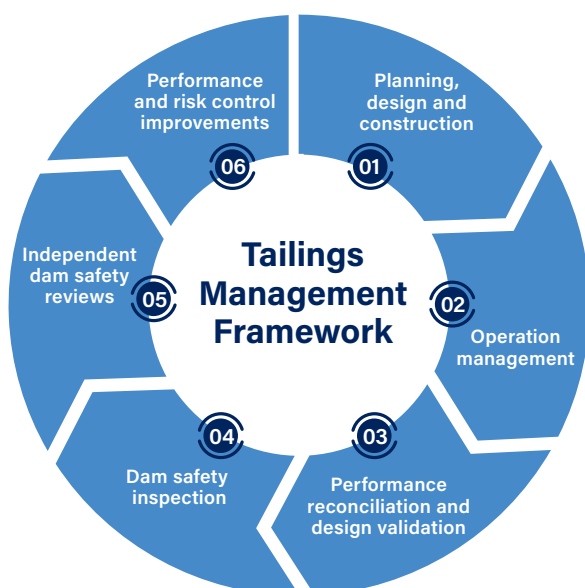 Tailings
Management
Framework
01
Planning,
design and
construction
02
Operation
management
03
Performance
reconciliation and
design validation
04
Dam safety
inspection
05
Independent
dam safety
reviews
06
Performance
and risk control
improvements